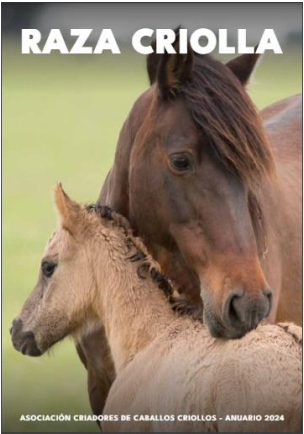 RAZA CRIOLLA
ASOCIACIÓN CRIADORES DE CABALLOS CRIOLLOS - ANUARIO 2024